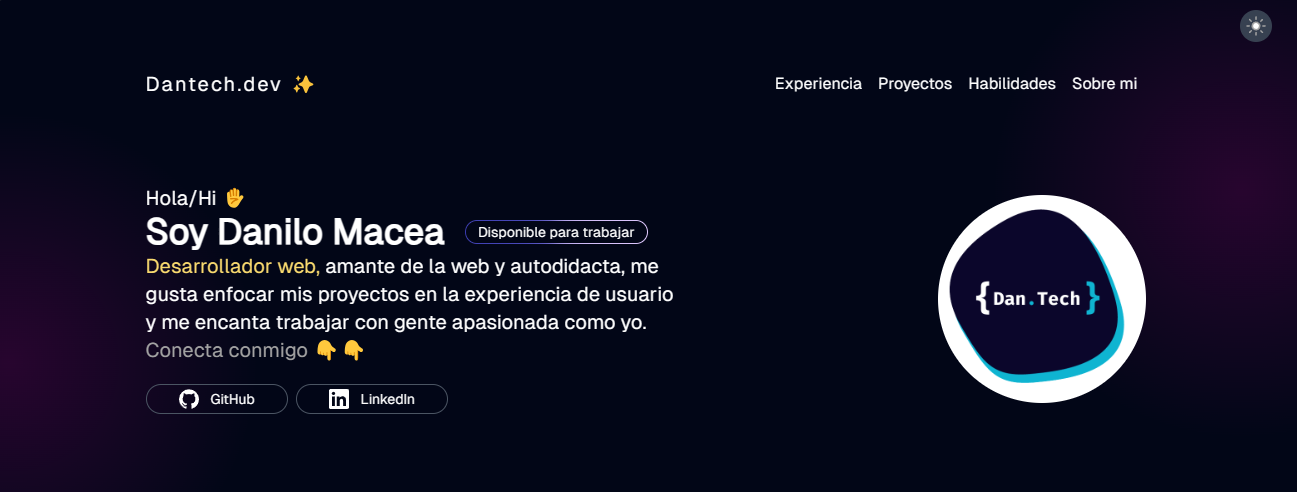 Dantech.dev ✨
Experiencia Proyectos Habilidades Sobre mi
Hola/Hi ✋
Soy Danilo Macea
Disponible para trabajar
Desarrollador web, amante de la web y autodidacta, me
gusta enfocar mis proyectos en la experiencia de usuario
y me encanta trabajar con gente apasionada como yo.
Conecta conmigo 👇👇
GitHub
LinkedIn
{Dan.Tech}